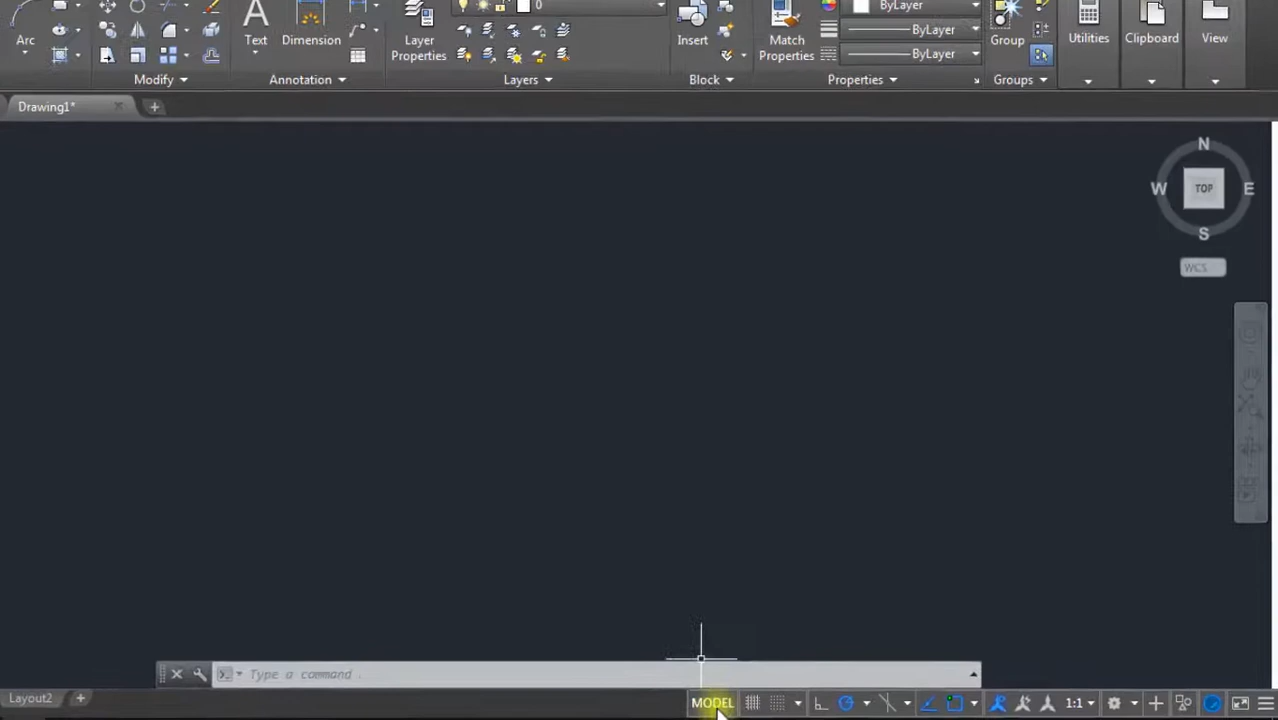 0
ByLayer
Arc
Text
Dimension
Layer
Properties
Insert
Match
Properties
ByLayer
ByLayer
Group
Utilities
Clipboard
View
Modify
Annotation
Layers
Block
Properties
Groups
Drawing1*
N
W
TOP
E
S
WCS
Type a command
Layout2
MODEL
1:1